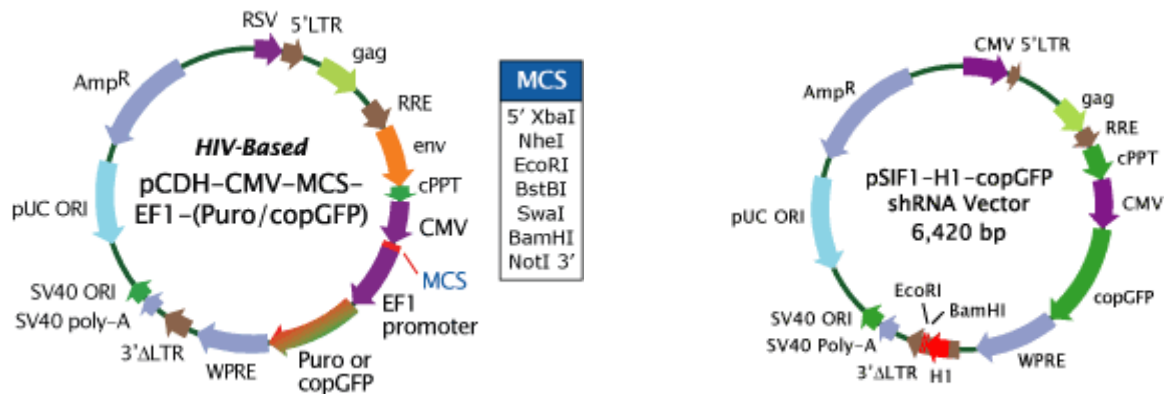 RSV
5'LTR
gag
RRE
env
cPPT
CMV
MCS
EF1
promoter
Puro or
copGFP
WPRE
3'ΔLTR
SV40 poly-A
SV40 ORI
pUC ORI
AmpR
HIV-Based
pCDH-CMV-MCS-
EF1-(Puro/copGFP)
MCS
5' XbaI
NheI
EcoRI
BstBI
SwaI
BamHI
NotI 3'
CMV 5'LTR
gag
RRE
cPPT
CMV
copGFP
WPRE
H1
3'ΔLTR
SV40 Poly-A
SV40 ORI
EcoRI
BamHI
pUC ORI
AmpR
pSIF1-H1-copGFP
shRNA Vector
6,420 bp